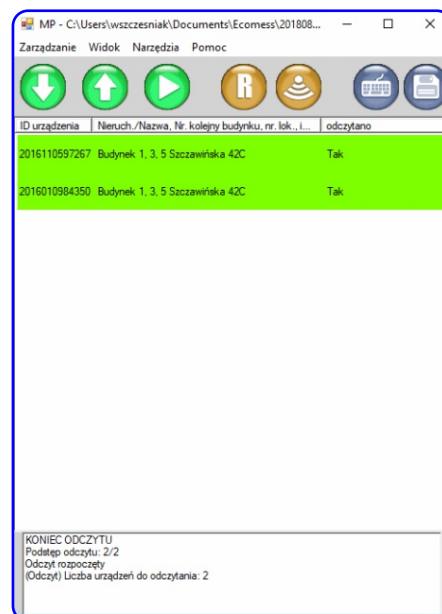 MP - C:\Users\wszczesniak\Documents\Ecomess\201808...
Zarządzanie Widok Narzędzia Pomoc
R
ID urządzenia Nieruch./Nazwa, Nr. kolejny budynku, nr. lok., i... odczytano
2016110597267 Budynek 1, 3, 5 Szczawińska 42C Tak
2016010984350 Budynek 1, 3, 5 Szczawińska 42C Tak
KONIEC ODCZYTU
Podstęp odczytu: 2/2
Odczyt rozpoczęty
(Odczyt) Liczba urządzeń do odczytania: 2